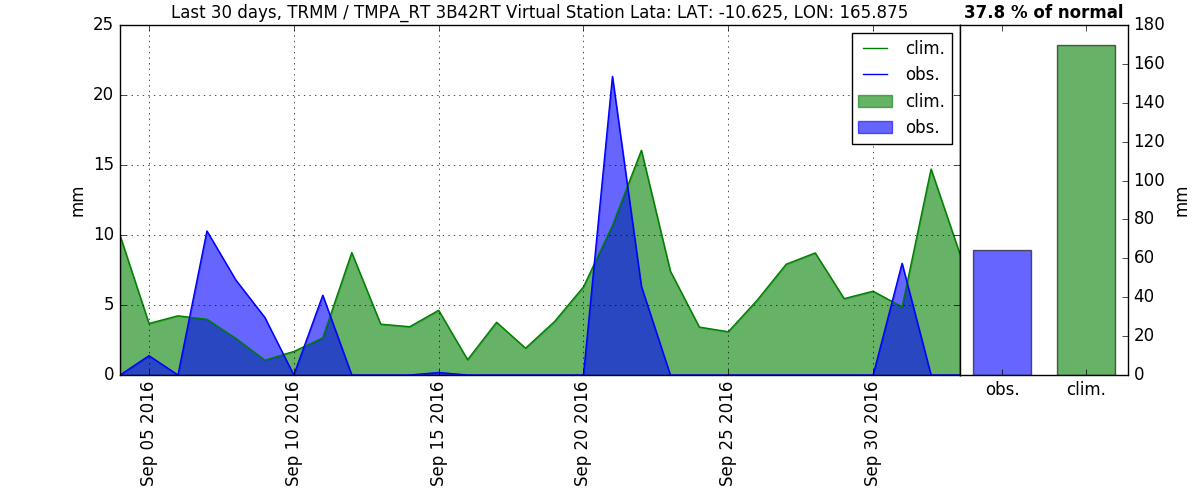 Last 30 days, TRMM / TMPA_RT 3B42RT Virtual Station Lata: LAT: -10.625, LON: 165.875
37.8 % of normal
25
20
15
10
5
0
mm
clim.
obs.
clim.
obs.
180
160
140
120
100
80
60
40
20
0
mm
Sep 05 2016
Sep 10 2016
Sep 15 2016
Sep 20 2016
Sep 25 2016
Sep 30 2016
obs.
clim.